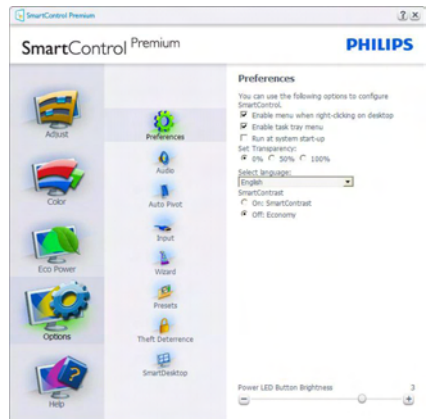 SmartControl Premium
SmartControl Premium
PHILIPS
Adjust
Color
Eco Power
Options
Help
Preferences
Audio
Auto Pivot
Input
Wizard
Presets
Theft Deterrence
SmartDesktop
Preferences
You can use the following options to configure
SmartControl.
Enable menu when right-clicking on desktop
Enable task tray menu
Run at system start-up
Set Transparency:
0% 50% 100%
Select language:
English
SmartContrast
On: SmartContrast
Off: Economy
Power LED Button Brightness 3